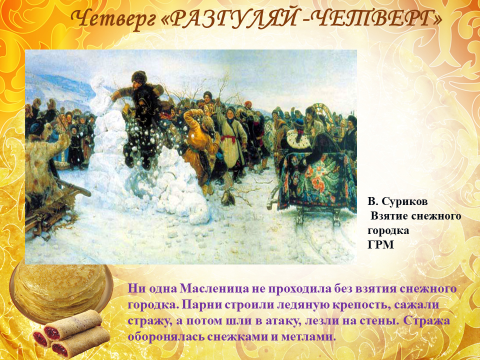 Четверг «РАЗГУЛЯЙ -ЧЕТВЕРГ»
В. Суриков
Взятие снежного
городка
ГРМ
Ни одна Масленица не проходила без взятия снежного
городка. Парни строили ледяную крепость, сажали
стражу, а потом шли в атаку, лезли на стены. Стража
оборонялась снежками и метлами.